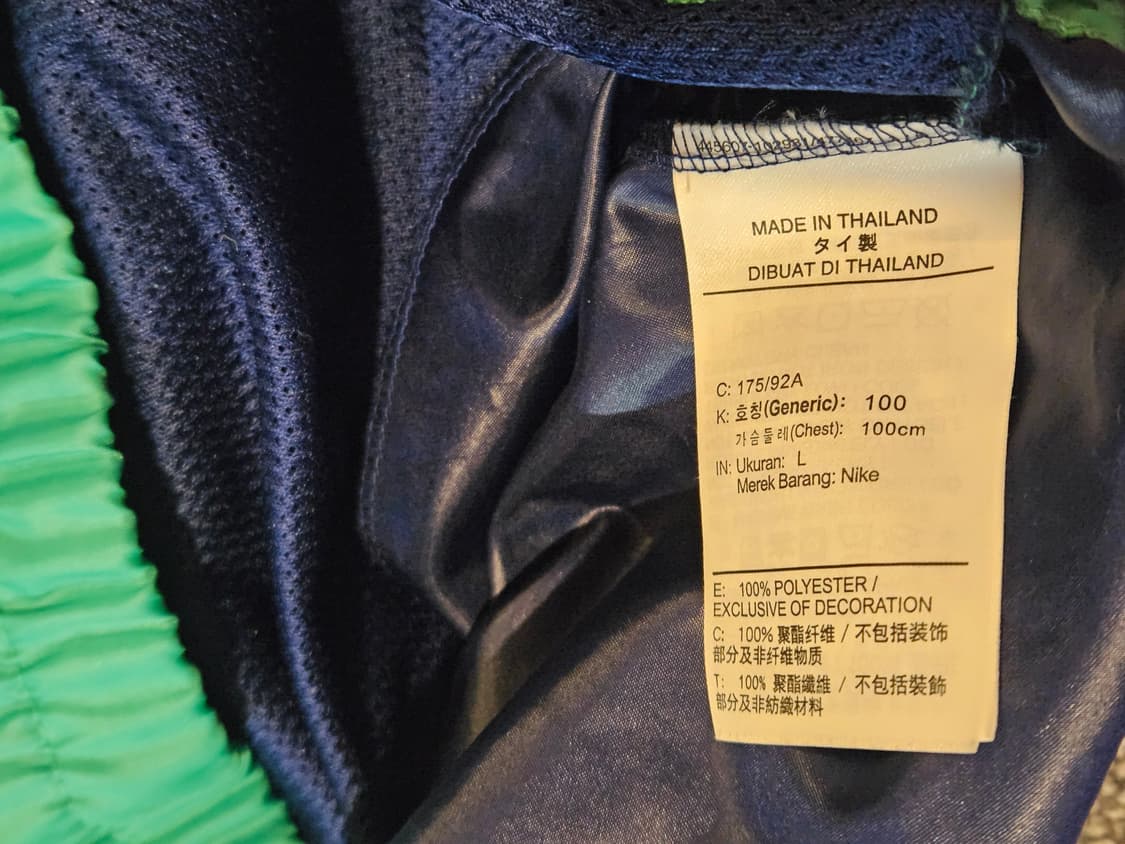 MADE IN THAILAND
タイ製
DIBUAT DI THAILAND
C: 175/92A
K: 호칭(Generic): 100
가슴둘레(Chest): 100cm
IN: Ukuran: L
Merek Barang: Nike
E: 100% POLYESTER /
EXCLUSIVE OF DECORATION
C: 100% 聚酯纤维 / 不包括装饰
部分及非纤维物质
T: 100% 聚酯纖維 / 不包括裝飾
部分及非紡織材料